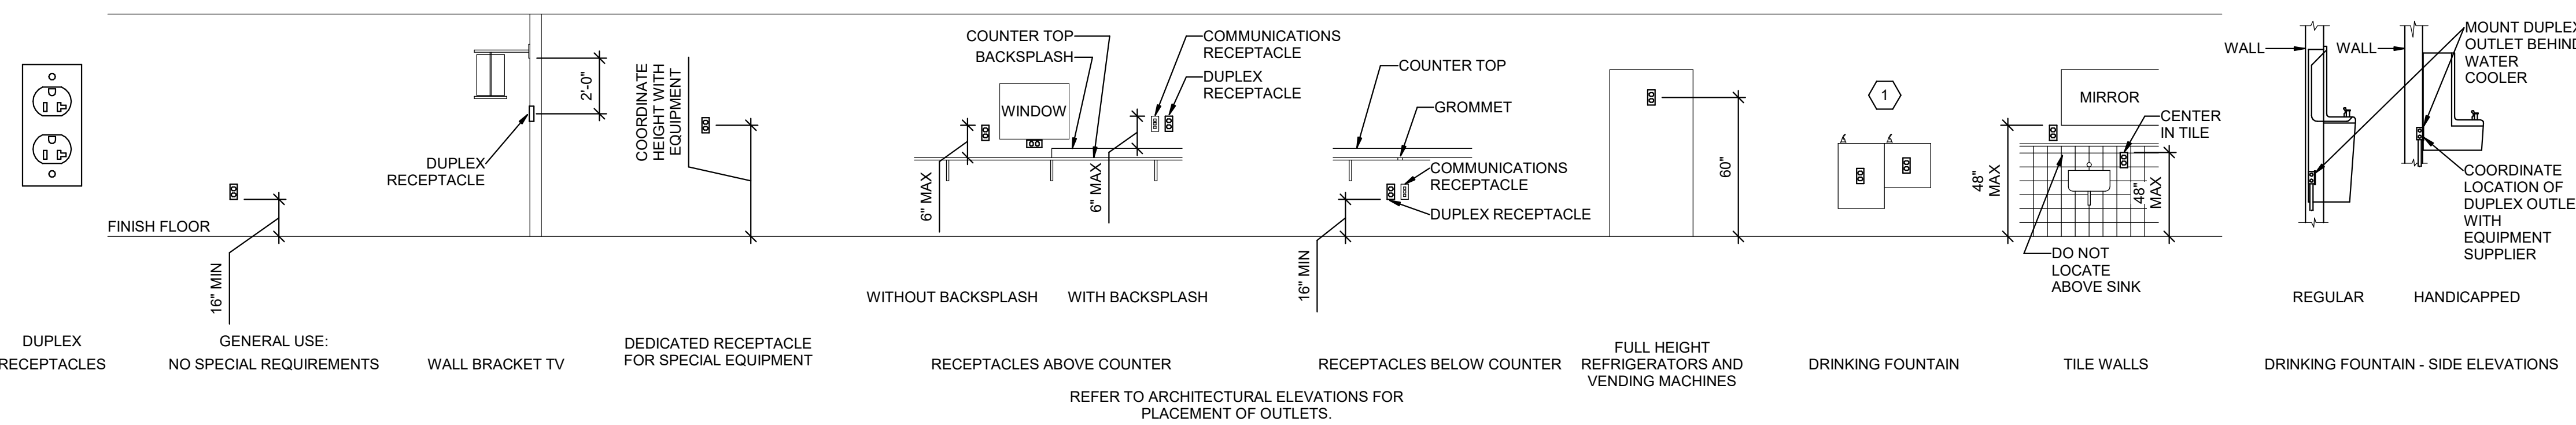 DUPLEX
RECEPTACLES
FINISH FLOOR
16" MIN
GENERAL USE:
NO SPECIAL REQUIREMENTS
2'-0"
DUPLEX
RECEPTACLE
WALL BRACKET TV
COORDINATE
HEIGHT WITH
EQUIPMENT
DEDICATED RECEPTACLE
FOR SPECIAL EQUIPMENT
COUNTER TOP
BACKSPLASH
COMMUNICATIONS
RECEPTACLE
DUPLEX
RECEPTACLE
WINDOW
6" MAX
6" MAX
WITHOUT BACKSPLASH
WITH BACKSPLASH
RECEPTACLES ABOVE COUNTER
COUNTER TOP
GROMMET
COMMUNICATIONS
RECEPTACLE
DUPLEX RECEPTACLE
16" MIN
RECEPTACLES BELOW COUNTER
REFER TO ARCHITECTURAL ELEVATIONS FOR
PLACEMENT OF OUTLETS.
60"
FULL HEIGHT
REFRIGERATORS AND
VENDING MACHINES
1
DRINKING FOUNTAIN
MIRROR
CENTER
IN TILE
48"
MAX
48"
MAX
DO NOT
LOCATE
ABOVE SINK
TILE WALLS
WALL
WALL
MOUNT DUPLEX
OUTLET BEHIND
WATER
COOLER
COORDINATE
LOCATION OF
DUPLEX OUTLE
WITH
EQUIPMENT
SUPPLIER
REGULAR
HANDICAPPED
DRINKING FOUNTAIN - SIDE ELEVATIONS